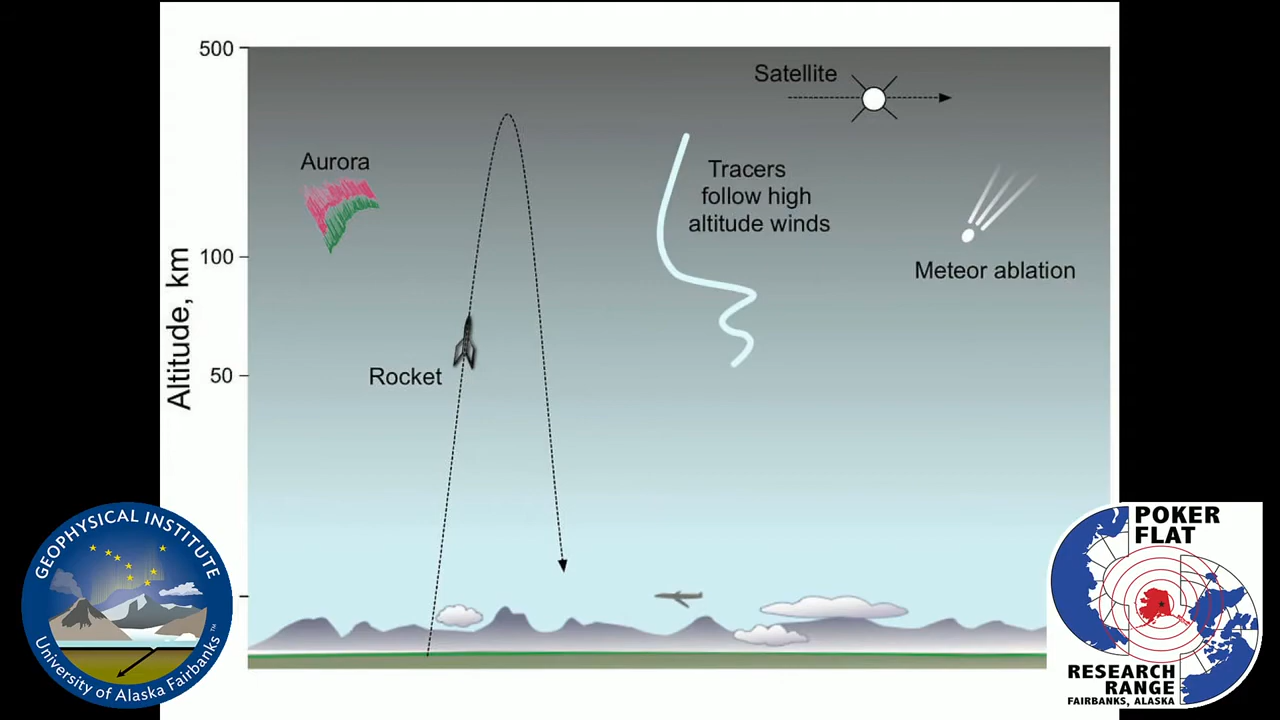 500
100
50
Altitude, km
Satellite
Aurora
Tracers
follow high
altitude winds
Meteor ablation
Rocket
GEOPHYSICAL INSTITUTE
University of Alaska Fairbanks ™
POKER
FLAT
RESEARCH
RANGE
FAIRBANKS, ALASKA